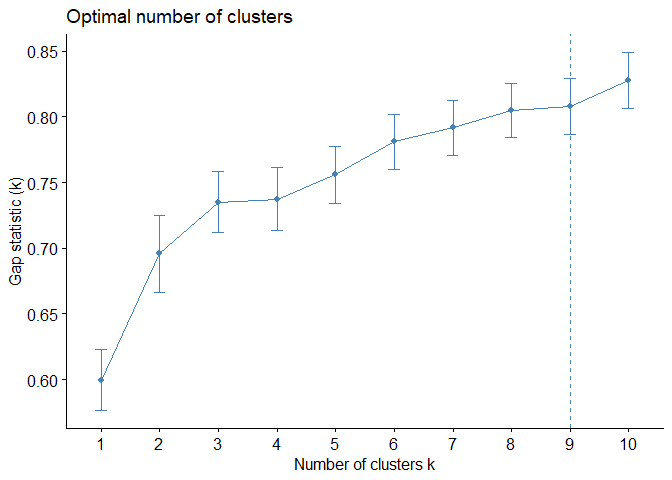 Optimal number of clusters
0.85
0.80
0.75
0.70
0.65
0.60
Gap statistic (k)
1 2 3 4 5 6 7 8 9 10
Number of clusters k